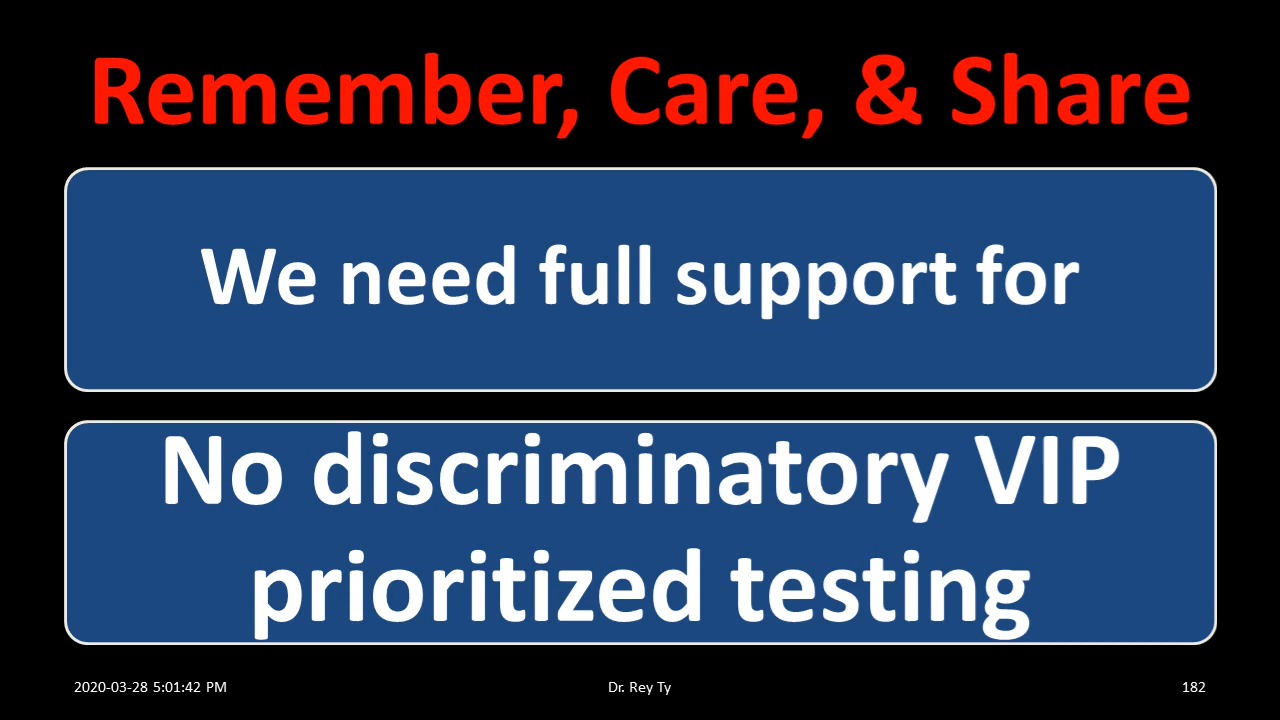 Remember, Care, & Share
We need full support for
No discriminatory VIP
prioritized testing
2020-03-28 5:01:42 PM
Dr. Rey Ty
182